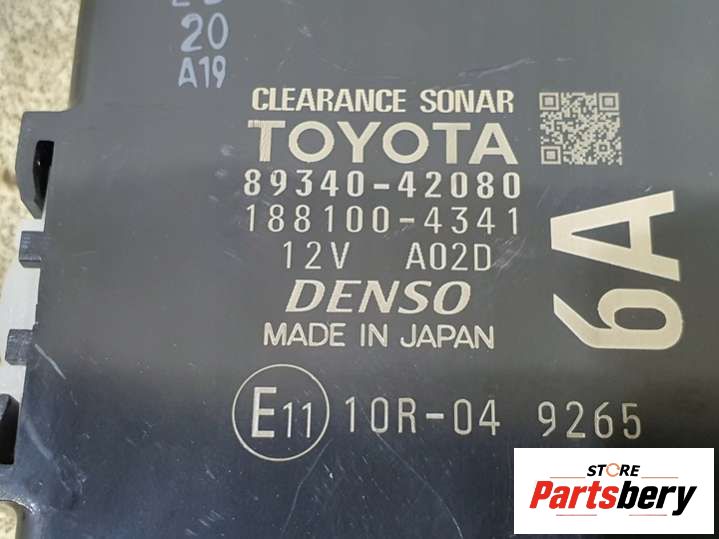 20
A19
CLEARANCE SONAR
TOYOTA
89340-42080
188100-4341
12V A02D
DENSO
MADE IN JAPAN
6A
E11 10R-04 9265
STORE
Partsbery